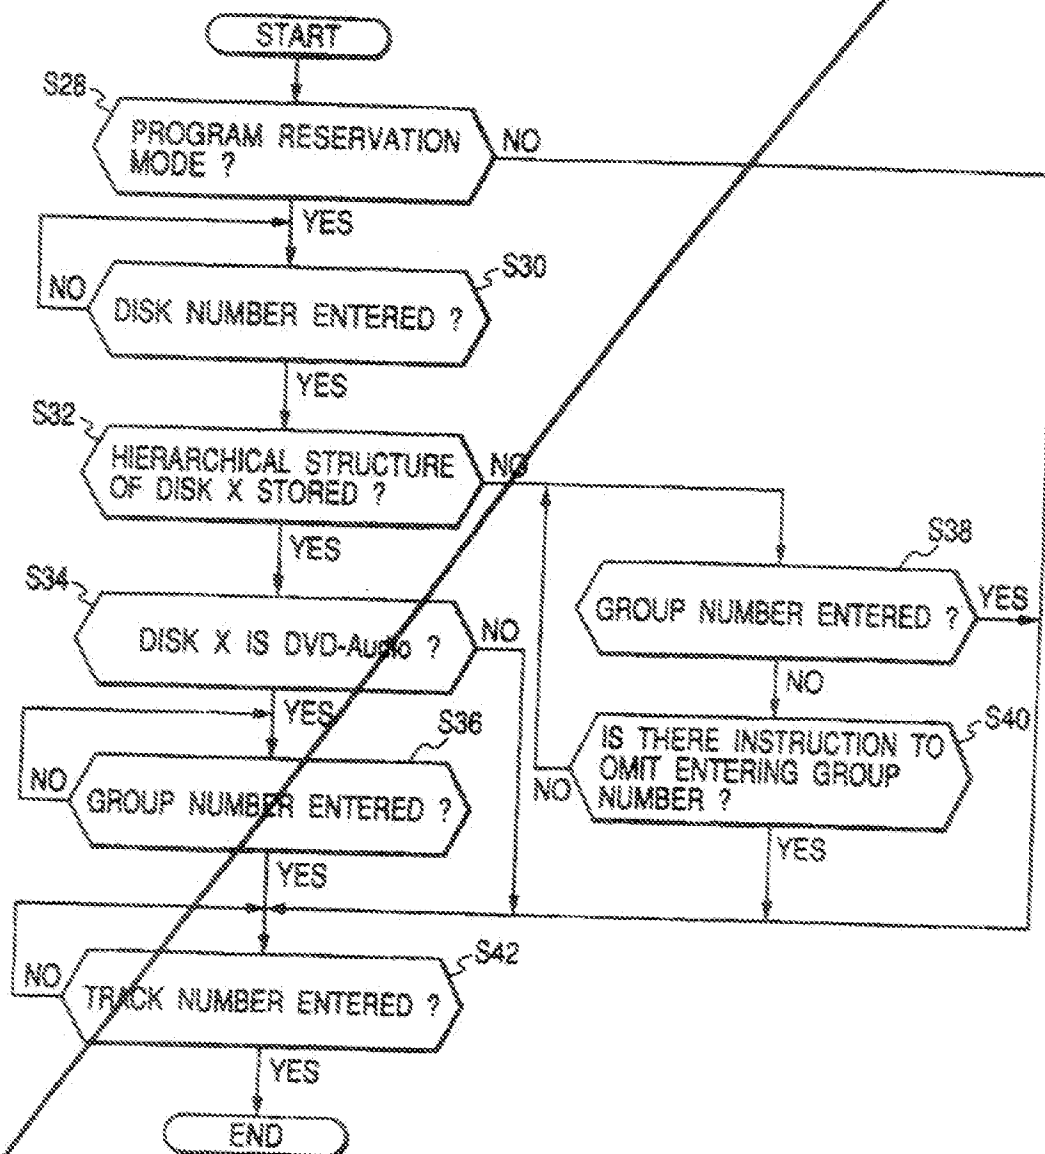 START
S28
PROGRAM RESERVATION
MODE ?
NO
YES
S30
NO
DISK NUMBER ENTERED ?
YES
S32
HIERARCHICAL STRUCTURE
OF DISK X STORED ?
NO
YES
S38
GROUP NUMBER ENTERED ?
YES
NO
S34
DISK X IS DVD-Audio ?
NO
YES
S36
NO
GROUP NUMBER ENTERED ?
YES
S40
IS THERE INSTRUCTION TO
OMIT ENTERING GROUP
NUMBER ?
NO
YES
S42
NO
TRACK NUMBER ENTERED ?
YES
END